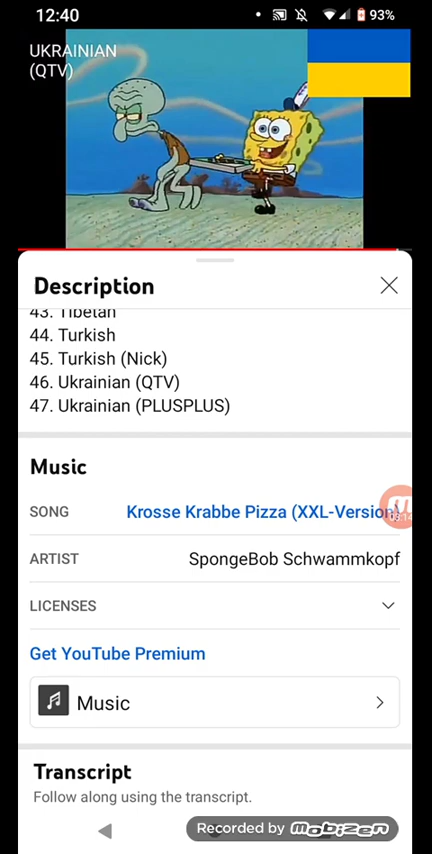 12:40
93%
UKRAINIAN
(QTV)
Description
43. Tibetan
44. Turkish
45. Turkish (Nick)
46. Ukrainian (QTV)
47. Ukrainian (PLUSPLUS)
Music
SONG Krosse Krabbe Pizza (XXL-Version)
ARTIST SpongeBob Schwammkopf
LICENSES
Get YouTube Premium
Music
Transcript
Follow along using the transcript.
Recorded by mobizen